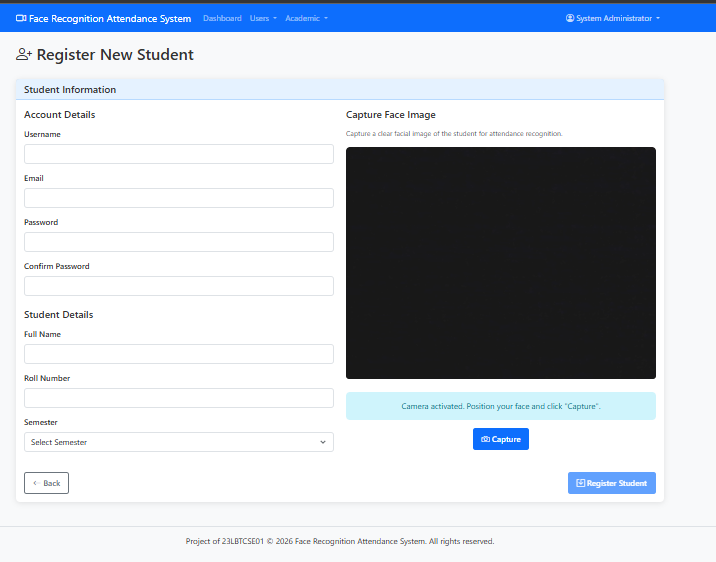 Face Recognition Attendance System Dashboard Users Academic System Administrator
Register New Student
Student Information
Account Details
Username
Email
Password
Confirm Password
Student Details
Full Name
Roll Number
Semester
Select Semester
Back
Capture Face Image
Capture a clear facial image of the student for attendance recognition.
Camera activated. Position your face and click "Capture".
Capture
Register Student
Project of 23LBTCSE01 © 2026 Face Recognition Attendance System. All rights reserved.